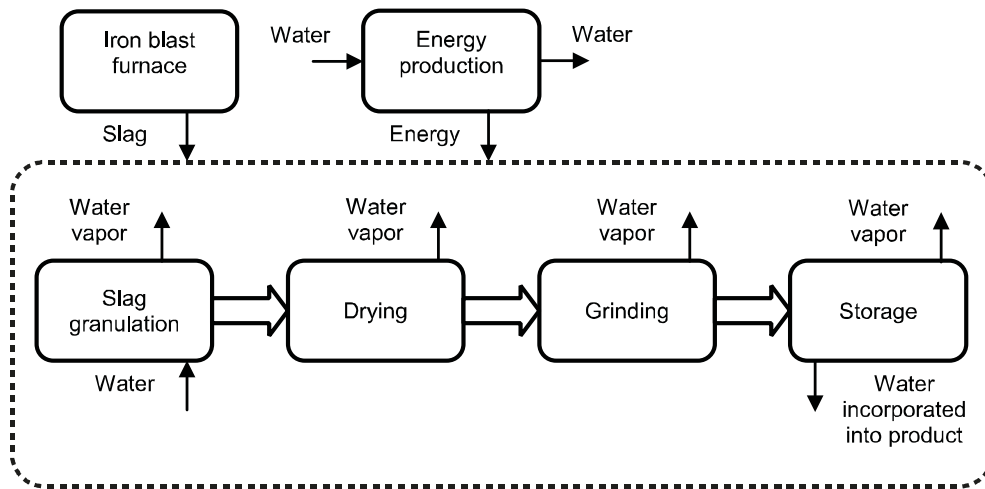 Iron blast
furnace
Water
Energy
production
Water
Slag
Energy
Water
vapor
Water
vapor
Water
vapor
Water
vapor
Slag
granulation
Drying
Grinding
Storage
Water
Water
incorporated
into product